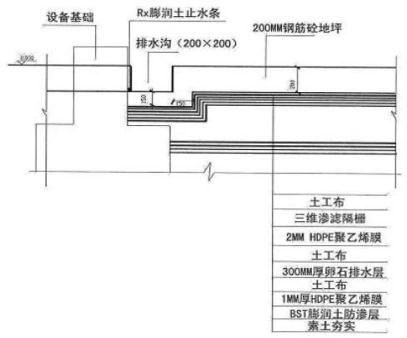 Rx膨润土止水条
设备基础
200MM钢筋砼地坪
排水沟（200×200）
200
150
150
土工布
三维渗滤隔栅
2MM HDPE聚乙烯膜
土工布
300MM厚卵石排水层
土工布
1MM厚HDPE聚乙烯膜
BST膨润土防渗层
素土夯实